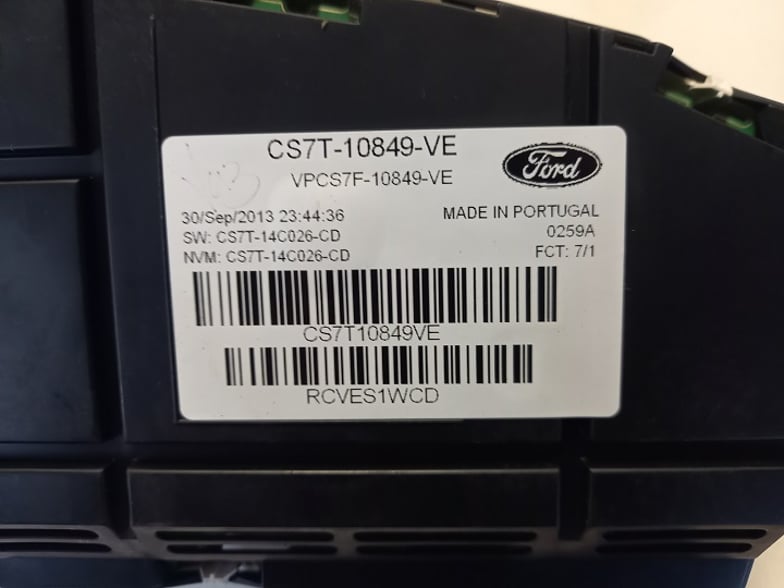 CS7T-10849-VE
VPCS7F-10849-VE
Ford
30/Sep/2013 23:44:36
MADE IN PORTUGAL
SW: CS7T-14C026-CD
0259A
NVM: CS7T-14C026-CD
FCT: 7/1
CS7T10849VE
RCVES1WCD